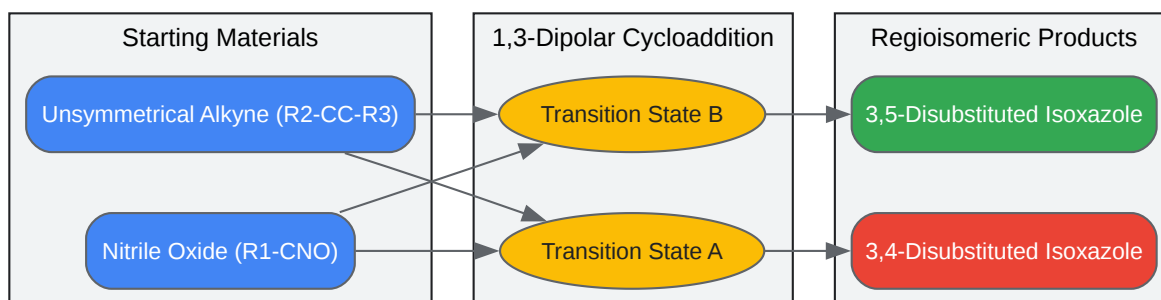 Starting Materials
Unsymmetrical Alkyne (R2-CC-R3)
Nitrile Oxide (R1-CNO)
1,3-Dipolar Cycloaddition
Transition State B
Transition State A
Regioisomeric Products
3,5-Disubstituted Isoxazole
3,4-Disubstituted Isoxazole